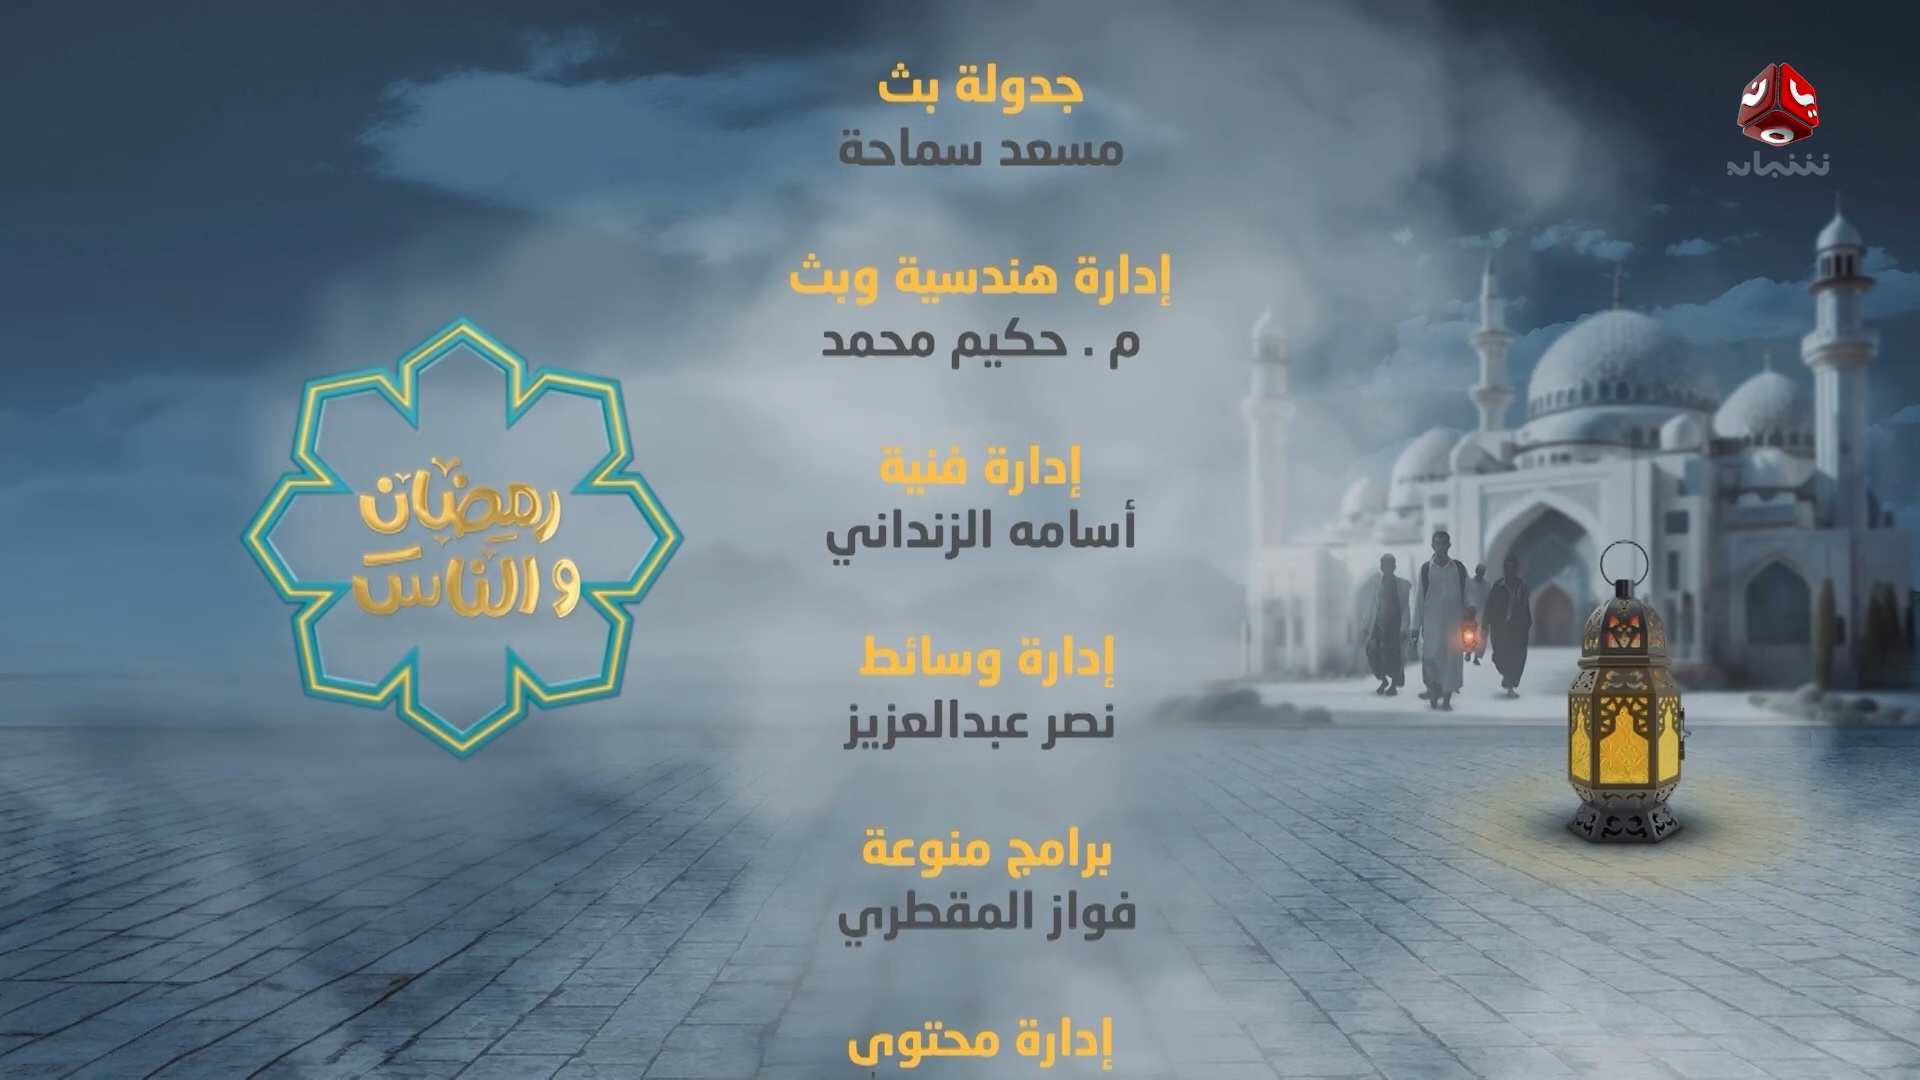 جدولة بث
مسعد سماحة
إدارة هندسية وبث
م . حكيم محمد
إدارة فنية
أسامه الزنداني
إدارة وسائط
نصر عبدالعزيز
برامج منوعة
فواز المقطري
إدارة محتوى
رمضان
والناس